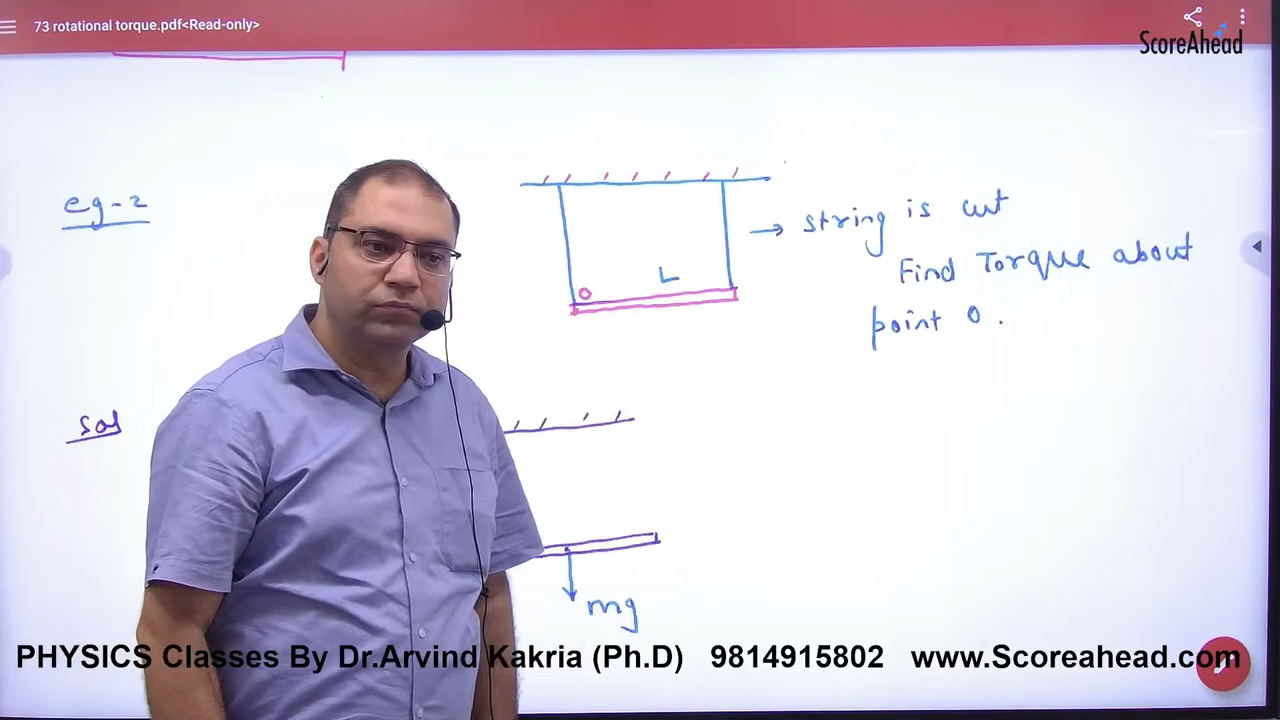 73 rotational torque.pdf<Read-only>
ScoreAhead
eg-2
L
O
→ string is cut
Find Torque about
point O.
sol
mg
PHYSICS Classes By Dr.Arvind Kakria (Ph.D) 9814915802 www.Scoreahead.com